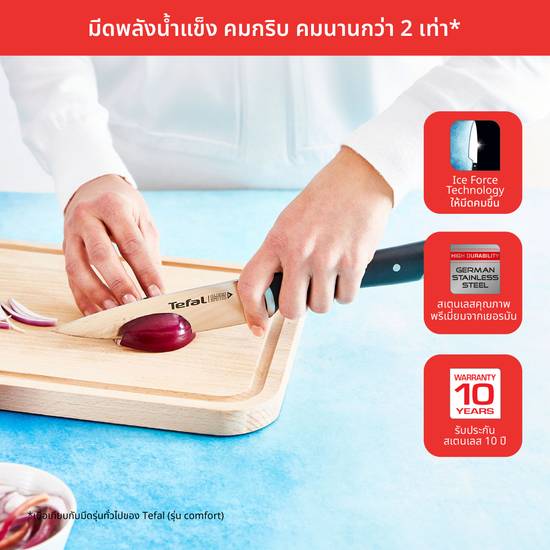 มีดพลังน้ำแข็ง คมกริบ คมนานกว่า 2 เท่า*
Ice Force
Technology
ให้มีดคมขึ้น
HIGH DURABILITY
GERMAN
STAINLESS
STEEL
สเตนเลสคุณภาพ
พรีเมี่ยมจากเยอรมัน
Tefal
WARRANTY
10
YEARS
รับประกัน
สเตนเลส 10 ปี
*เมื่อเทียบกับมีดรุ่นทั่วไปของ Tefal (รุ่น comfort)